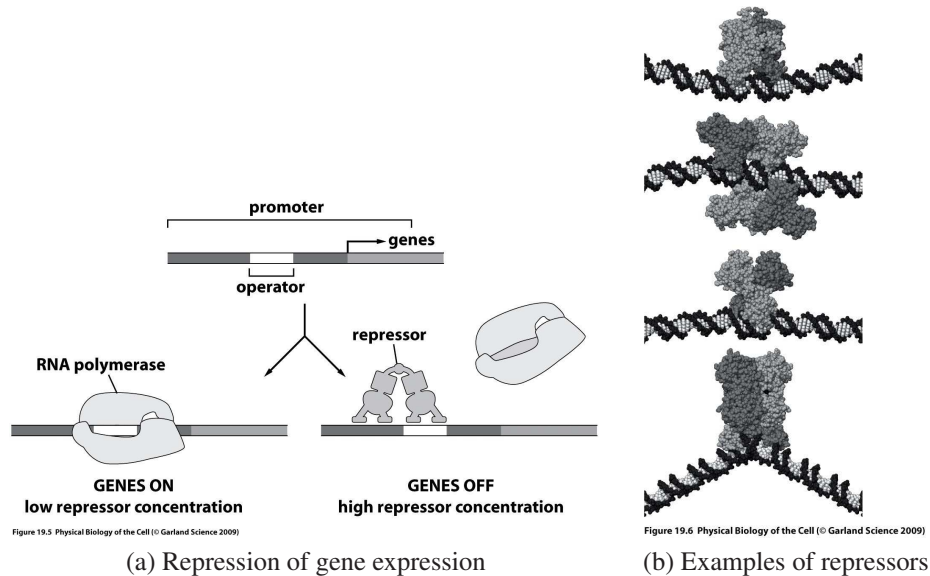 promoter
genes
operator
repressor
RNA polymerase
GENES ON
low repressor concentration
GENES OFF
high repressor concentration
Figure 19.5 Physical Biology of the Cell (© Garland Science 2009)
(a) Repression of gene expression
Figure 19.6 Physical Biology of the Cell (© Garland Science 2009)
(b) Examples of repressors